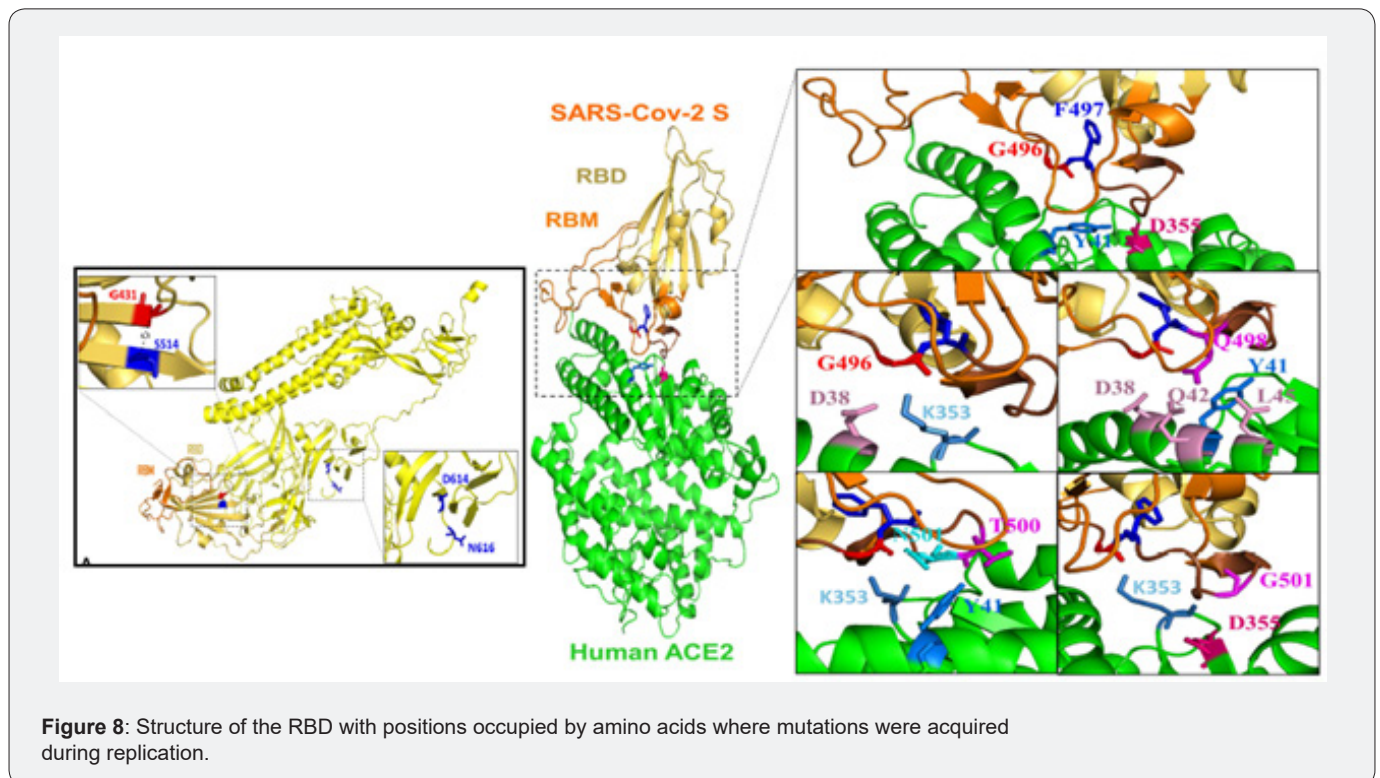 SARS-Cov-2 S
RBD
RBM
Human ACE2
G431
S514
RBM
RBD
D614
N616
A
F497
G496
Y41
D355
G496
D38
K353
Q498
Y41
D38
Q42
T500
K353
Y41
K353
G501
D355
Figure 8: Structure of the RBD with positions occupied by amino acids where mutations were acquired
during replication.